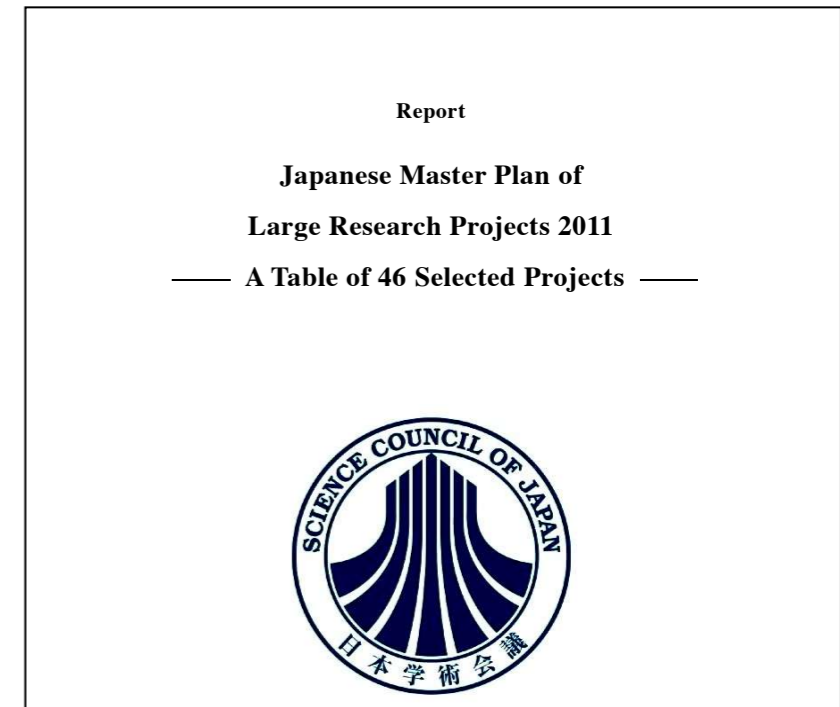 Report
Japanese Master Plan of
Large Research Projects 2011
A Table of 46 Selected Projects
SCIENCE COUNCIL OF JAPAN
日本学術会議